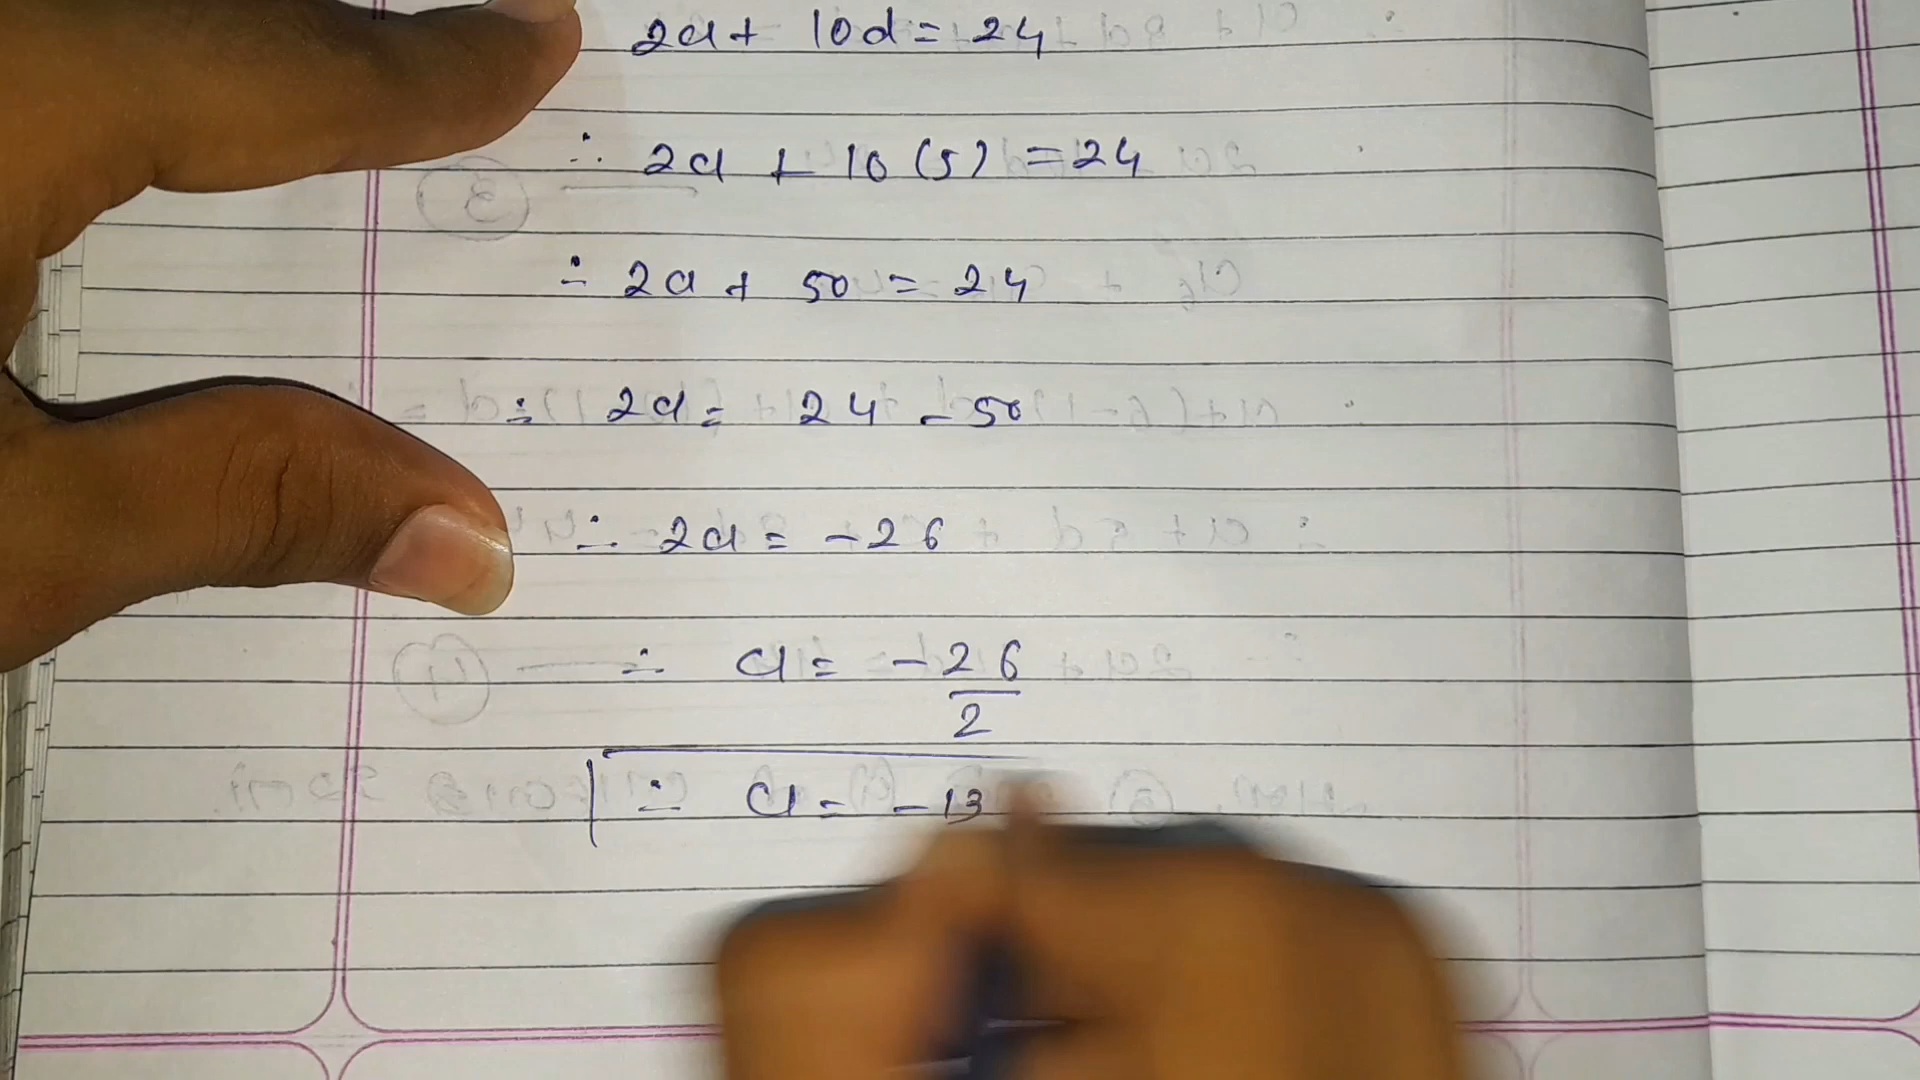 2a + 10d = 24
∴ 2a + 10 (5) = 24
∴ 2a + 50 = 24
∴ 2a = 24 - 50
∴ 2a = -26
∴ a = -26/2
∴ a = -13